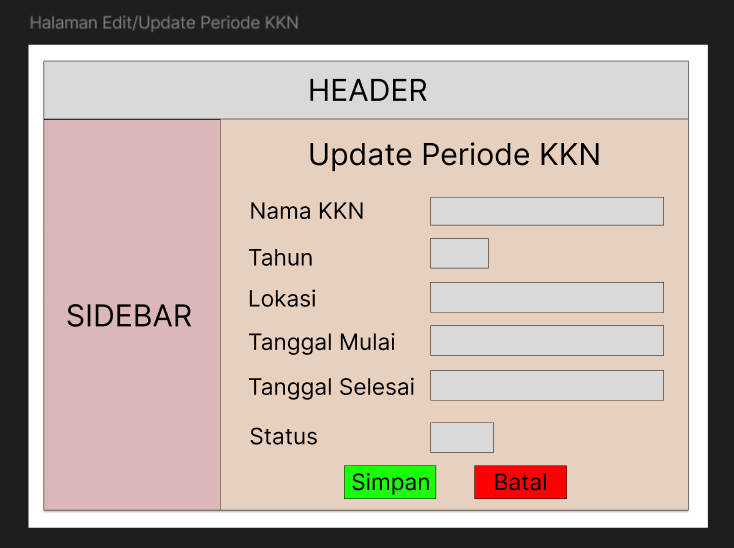 Halaman Edit/Update Periode KKN
HEADER
SIDEBAR
Update Periode KKN
Nama KKN
Tahun
Lokasi
Tanggal Mulai
Tanggal Selesai
Status
Simpan
Batal